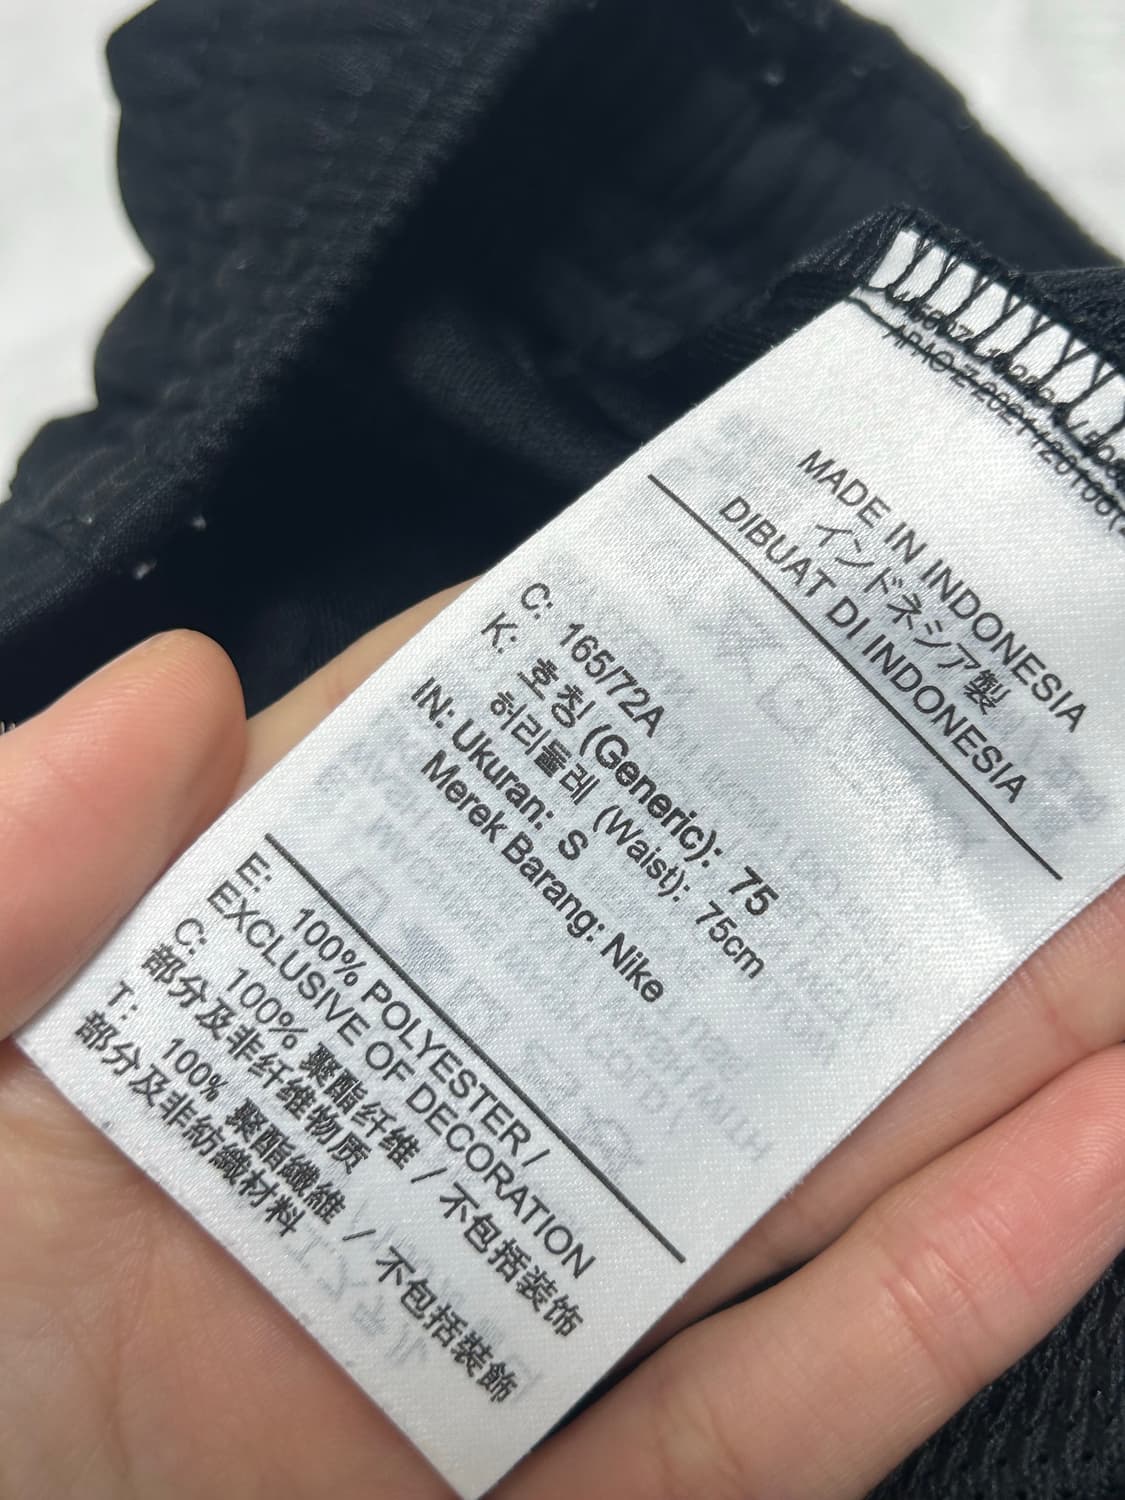 MADE IN INDONESIA
インドネシア製
DIBUAT DI INDONESIA
C: 165/72A
K: 호칭 (Generic): 75
허리둘레 (Waist): 75cm
IN: Ukuran: S
Merek Barang: Nike
E: 100% POLYESTER/
EXCLUSIVE OF DECORATION
C: 100% 聚酯纤维 / 不包括装饰
部分及非纤维物质
T: 100% 聚酯纖維 / 不包括裝飾
部分及非紡織材料